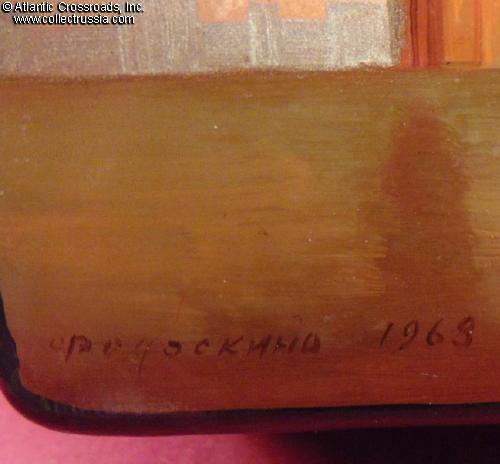 © Atlantic Crossroads, Inc.
www.collectrussia.com
Федоскино 1968